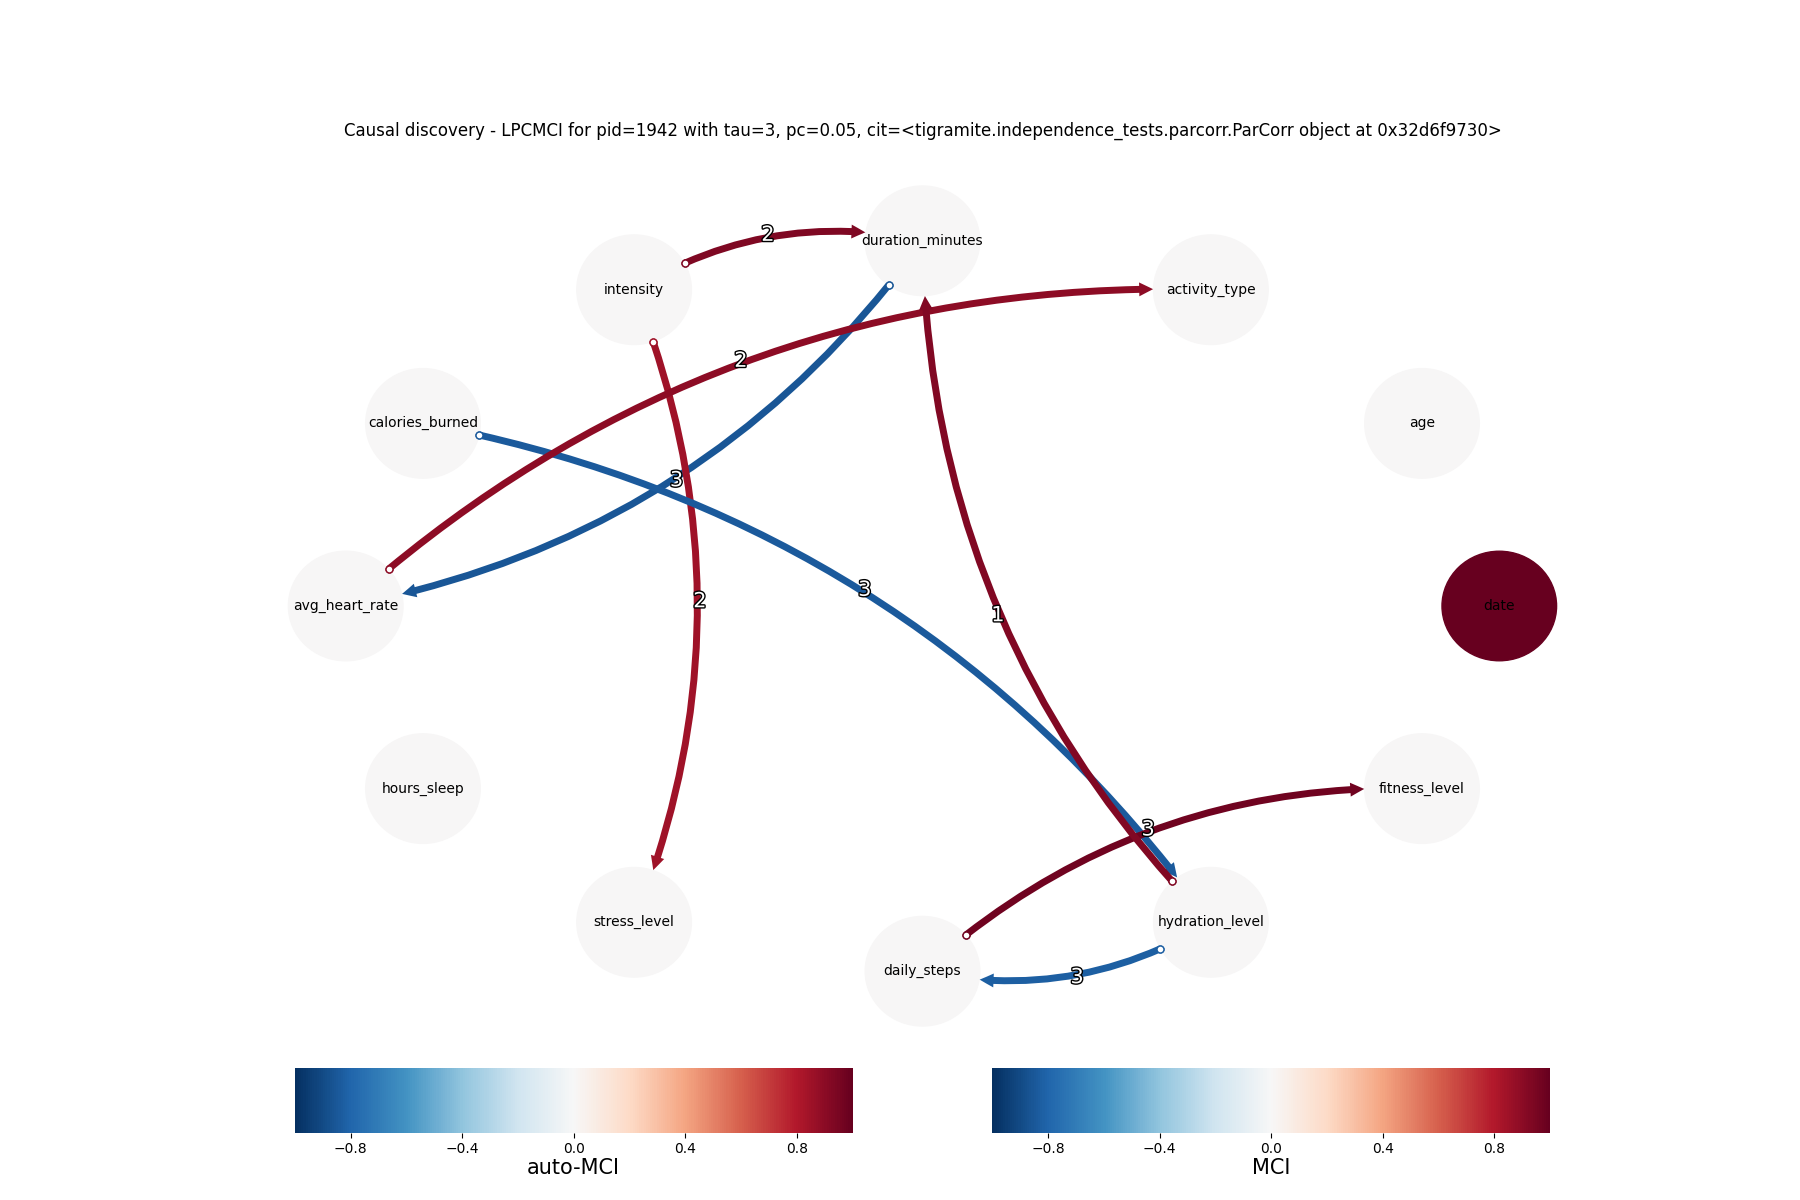 Causal discovery - LPCMCI for pid=1942 with tau=3, pc=0.05, cit=<tigramite.independence_tests.parcorr.ParCorr object at 0x32d6f9730>
2
duration_minutes
intensity
activity_type
2
calories_burned
age
3
3
2
avg_heart_rate
date
1
hours_sleep
fitness_level
3
stress_level
hydration_level
daily_steps
3
−0.8 −0.4 0.0 0.4 0.8
auto-MCI
−0.8 −0.4 0.0 0.4 0.8
MCI